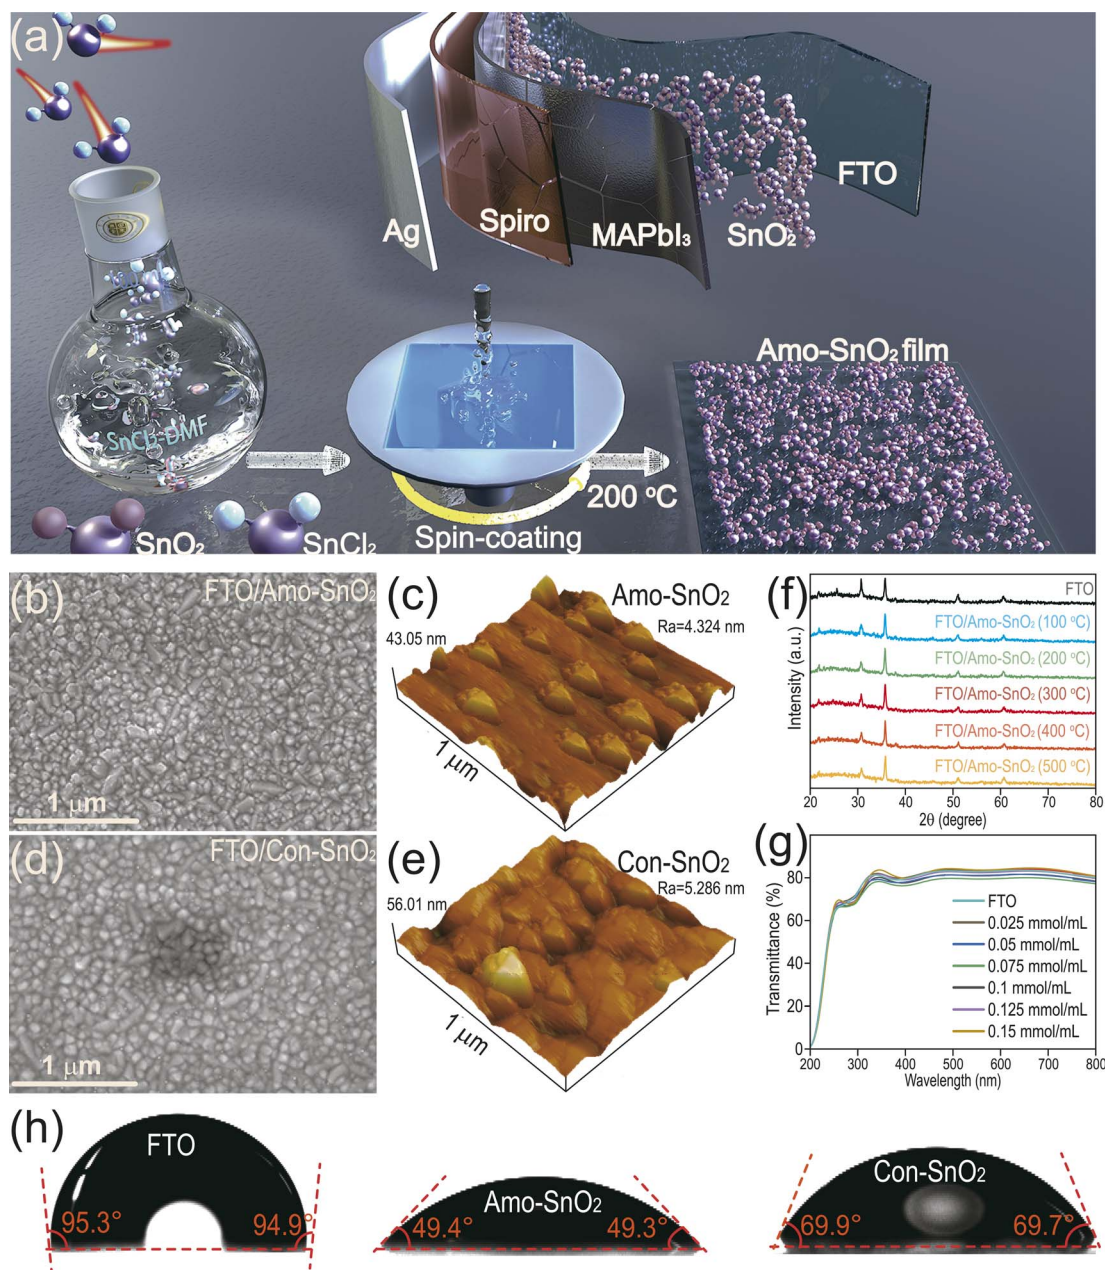 (a)
Ag
Spiro
MAPbI₃
SnO₂
FTO
SnCl₂-DMF
Spin-coating
200 °C
Amo-SnO₂ film
SnO₂
SnCl₂
(b)
FTO/Amo-SnO₂
1 μm
(c)
Amo-SnO₂
Ra=4.324 nm
43.05 nm
1 μm
(d)
FTO/Con-SnO₂
1 μm
(e)
Con-SnO₂
Ra=5.286 nm
56.01 nm
1 μm
(f)
Intensity (a.u.)
FTO
FTO/Amo-SnO₂ (100 °C)
FTO/Amo-SnO₂ (200 °C)
FTO/Amo-SnO₂ (300 °C)
FTO/Amo-SnO₂ (400 °C)
FTO/Amo-SnO₂ (500 °C)
20 30 40 50 60 70 80
2θ (degree)
(g)
Transmittance (%)
80
60
40
20
0
FTO
0.025 mmol/mL
0.05 mmol/mL
0.075 mmol/mL
0.1 mmol/mL
0.125 mmol/mL
0.15 mmol/mL
200 300 400 500 600 700 800
Wavelength (nm)
(h)
FTO
95.3° 94.9°
Amo-SnO₂
49.4° 49.3°
Con-SnO₂
69.9° 69.7°